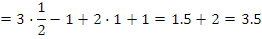 = 3 · 1/2 − 1 + 2 · 1 + 1 = 1.5 + 2 = 3.5